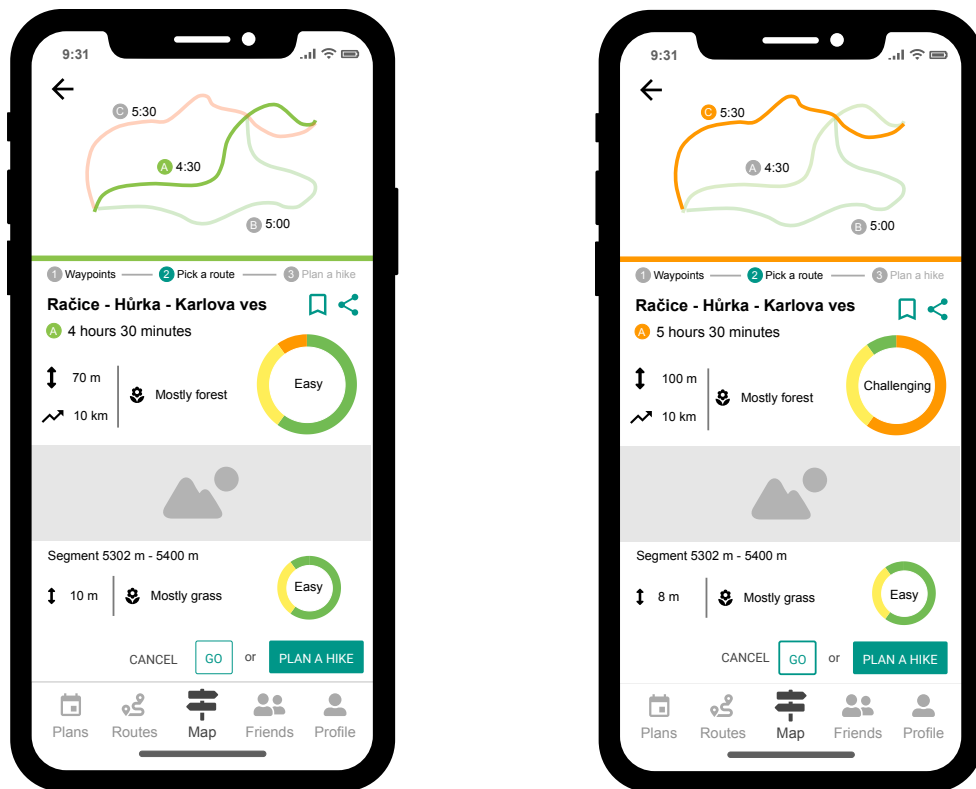 9:31
C 5:30
A 4:30
B 5:00
1 Waypoints 2 Pick a route 3 Plan a hike
Račice - Hůrka - Karlova ves
A 4 hours 30 minutes
70 m
Mostly forest
10 km
Easy
Segment 5302 m - 5400 m
10 m
Mostly grass
Easy
CANCEL GO or PLAN A HIKE
Plans Routes Map Friends Profile
9:31
C 5:30
A 4:30
B 5:00
1 Waypoints 2 Pick a route 3 Plan a hike
Račice - Hůrka - Karlova ves
A 5 hours 30 minutes
100 m
Mostly forest
10 km
Challenging
Segment 5302 m - 5400 m
8 m
Mostly grass
Easy
CANCEL GO or PLAN A HIKE
Plans Routes Map Friends Profile